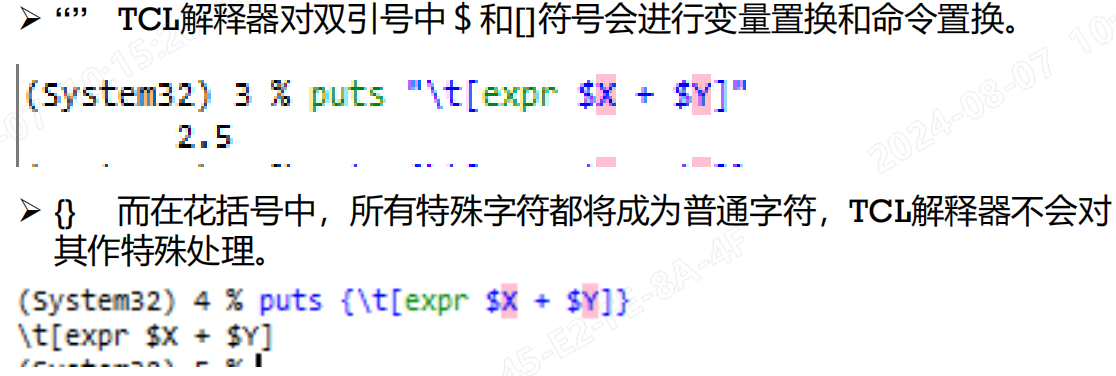 ➢ “” TCL解释器对双引号中 $ 和[]符号会进行变量置换和命令置换。
(System32) 3 % puts "\t[expr $X + $Y]"
2.5
➢ {} 而在花括号中，所有特殊字符都将成为普通字符，TCL解释器不会对
其作特殊处理。
(System32) 4 % puts {\t[expr $X + $Y]}
\t[expr $X + $Y]
(System32) 5 %
2024-08-07 10:
45-E2-FE-8A-4F